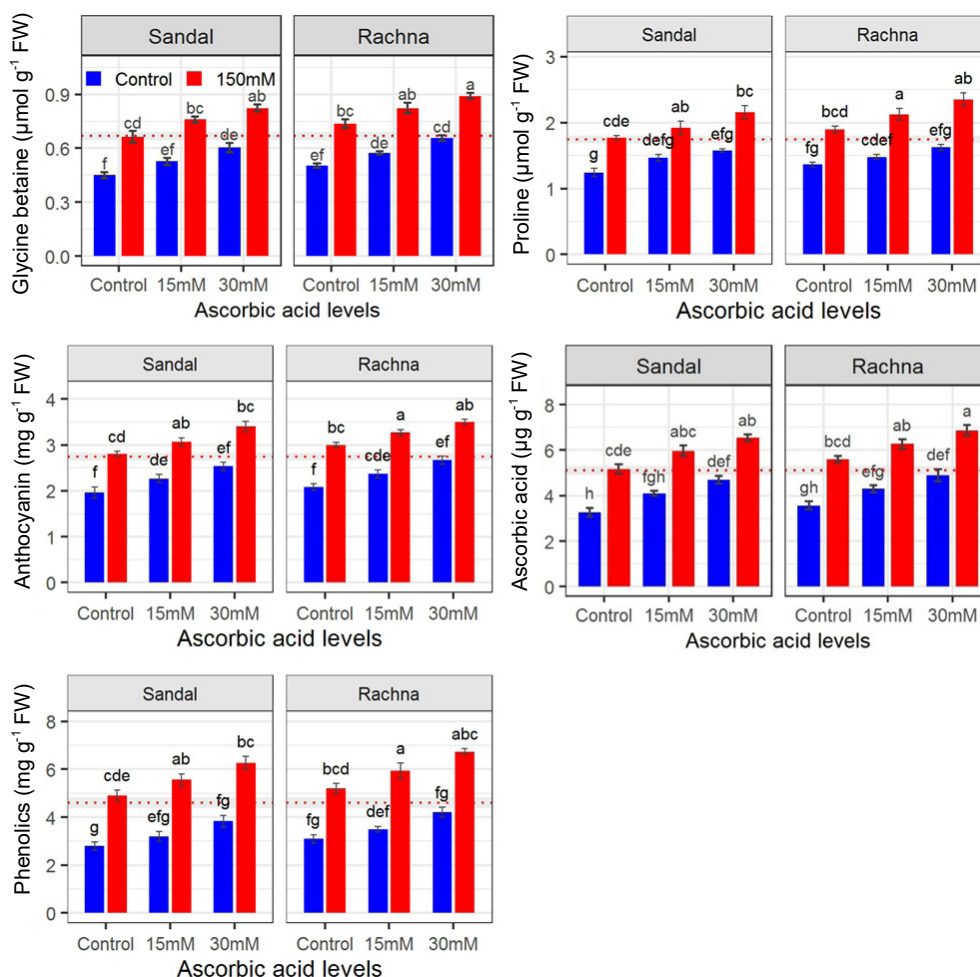 Glycine betaine (µmol g-1 FW)
Sandal
Rachna
Control
150mM
0.9
0.6
0.3
0.0
f
cd
ef
bc
de
ab
ef
bc
de
ab
cd
a
Control
15mM
30mM
Control
15mM
30mM
Ascorbic acid levels
Proline (µmol g-1 FW)
Sandal
Rachna
3
2
1
0
g
cde
defg
ab
efg
bc
fg
bcd
cdef
a
efg
ab
Control
15mM
30mM
Control
15mM
30mM
Ascorbic acid levels
Anthocyanin (mg g-1 FW)
Sandal
Rachna
4
3
2
1
0
f
cd
de
ab
ef
bc
f
bc
cde
a
ef
ab
Control
15mM
30mM
Control
15mM
30mM
Ascorbic acid levels
Ascorbic acid (µg g-1 FW)
Sandal
Rachna
8
6
4
2
0
h
cde
fgh
abc
def
ab
gh
bcd
efg
ab
def
a
Control
15mM
30mM
Control
15mM
30mM
Ascorbic acid levels
Phenolics (mg g-1 FW)
Sandal
Rachna
8
6
4
2
0
g
cde
efg
ab
fg
bc
fg
bcd
def
a
fg
abc
Control
15mM
30mM
Control
15mM
30mM
Ascorbic acid levels